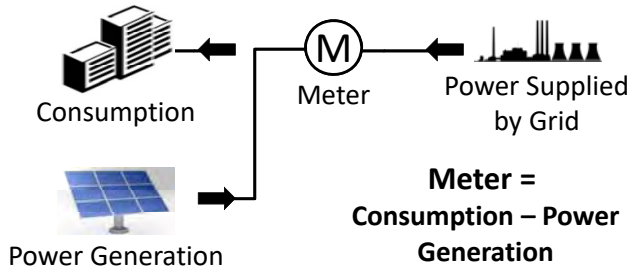 M
Consumption
Meter
Power Supplied
by Grid
Power Generation
Meter =
Consumption – Power
Generation